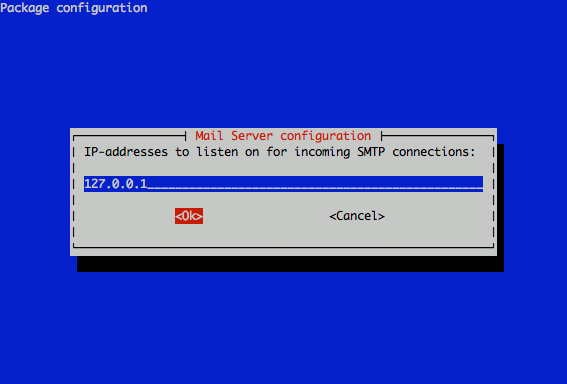 Package configuration
Mail Server configuration
IP-addresses to listen on for incoming SMTP connections:
127.0.0.1________________________________________________
<Ok> <Cancel>